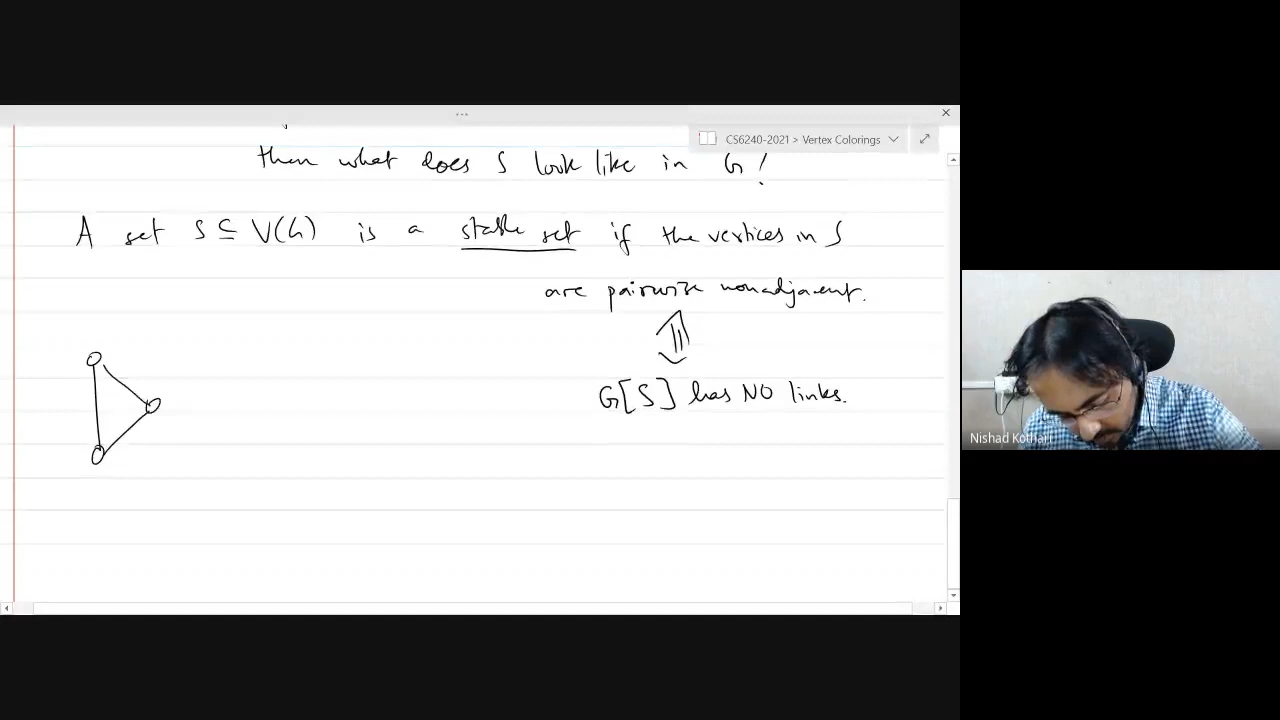 CS6240-2021 > Vertex Colorings
then what does S look like in G?
A set S ⊆ V(G) is a stable set if the vertices in S
are pairwise nonadjacent.
⇕
G[S] has NO links.
Nishad Kothari